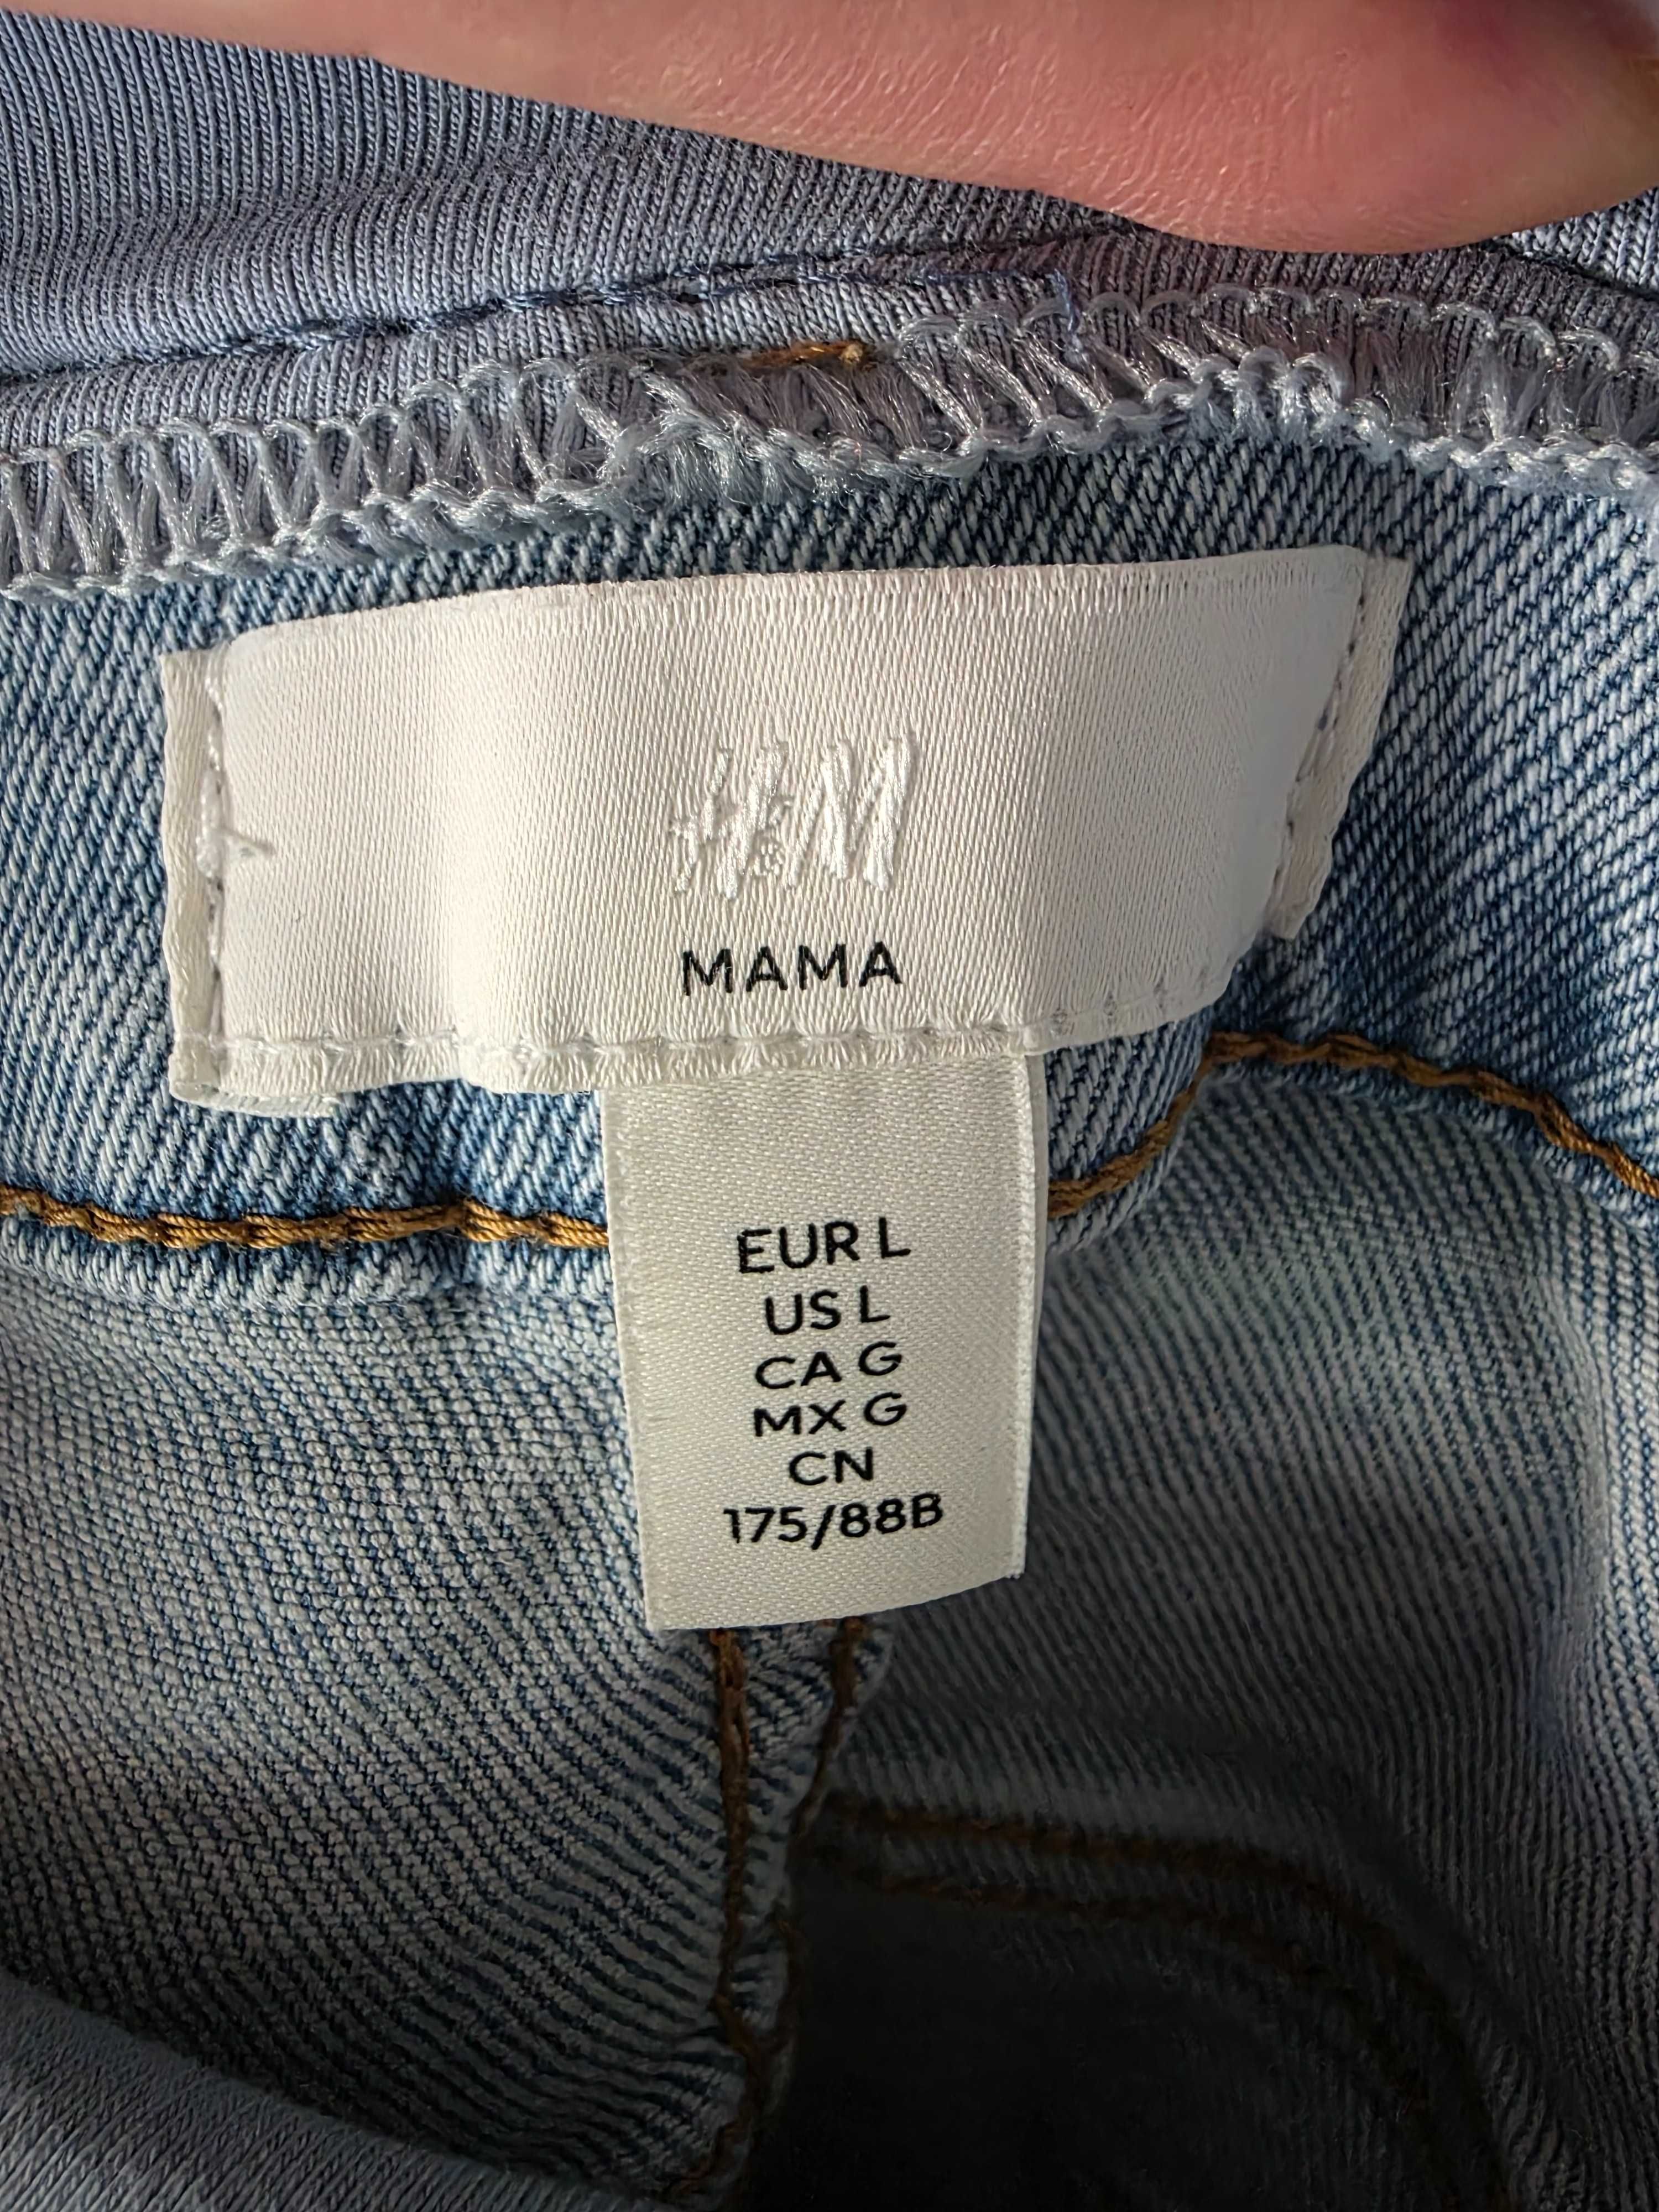 H&M
MAMA
EUR L
US L
CA G
MX G
CN
175/88B